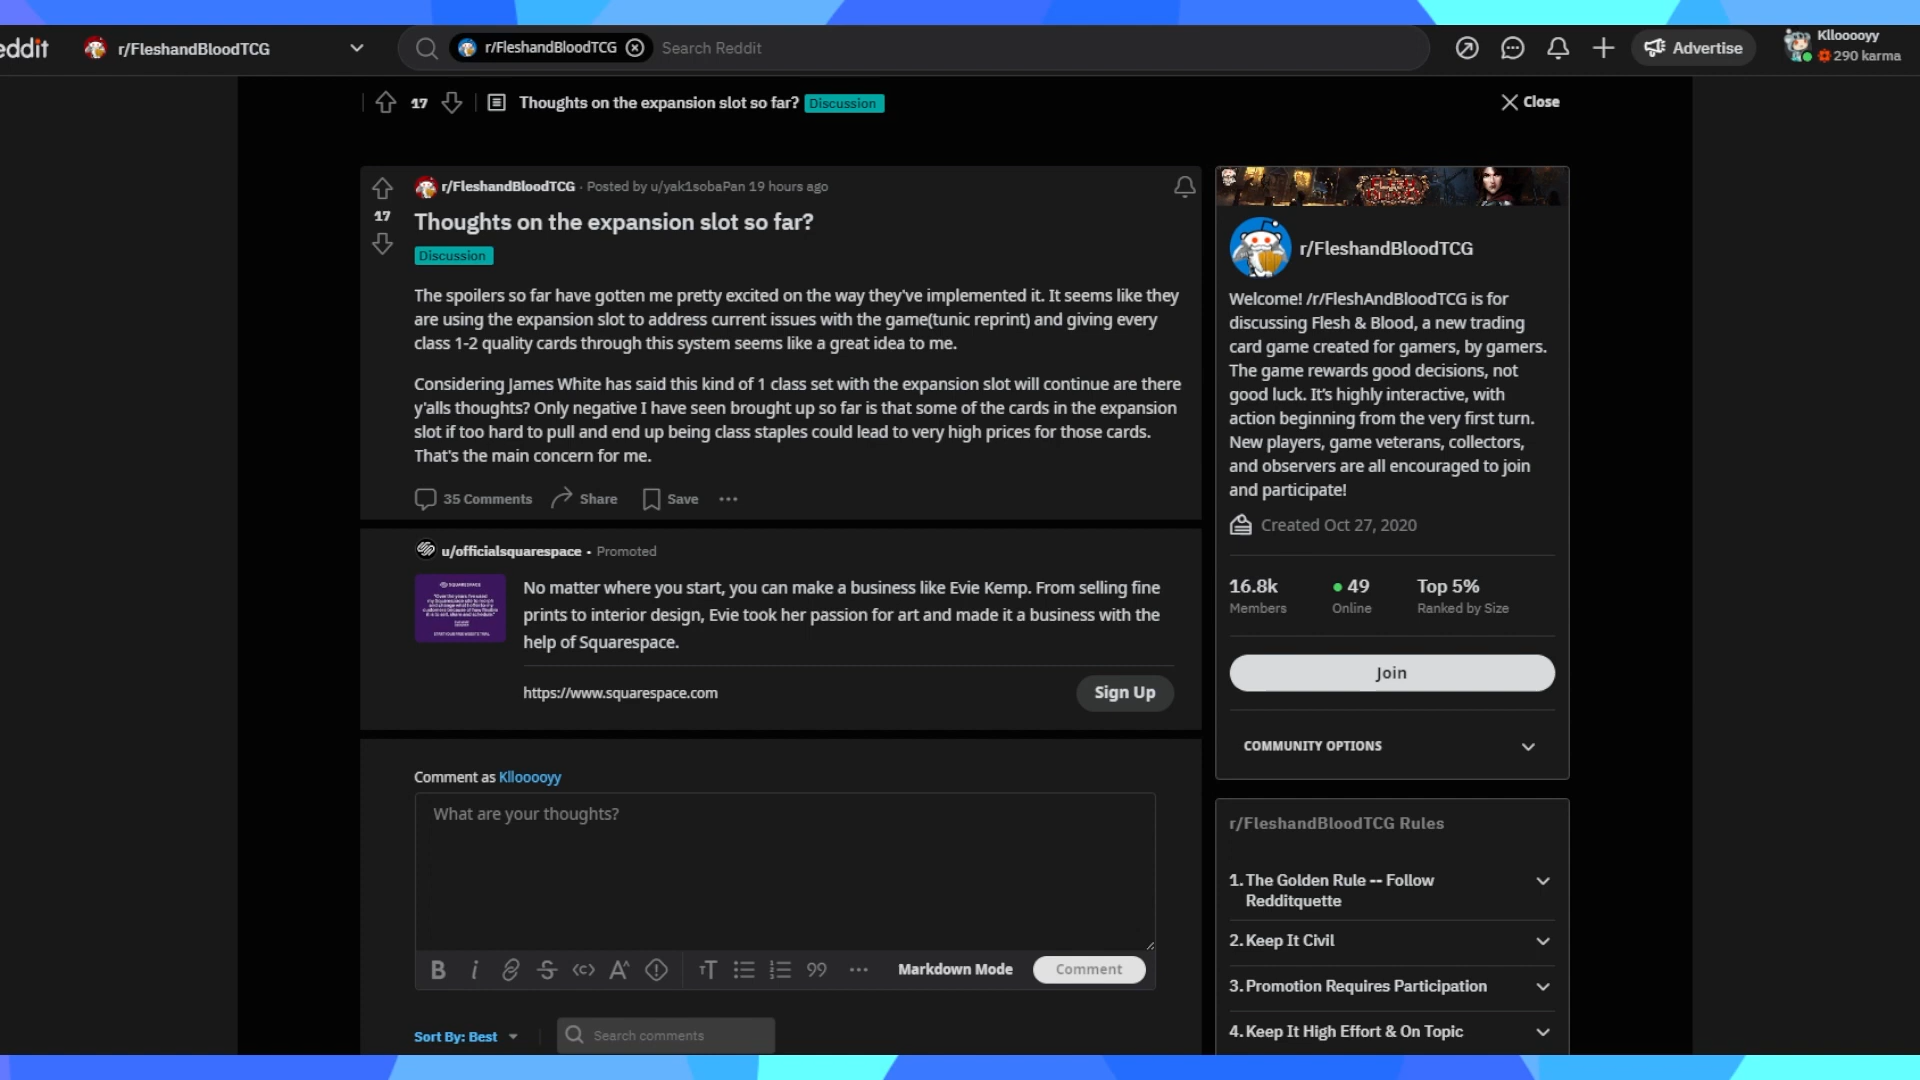 eddit
r/FleshandBloodTCG
r/FleshandBloodTCG
Search Reddit
Advertise
Kllooooyy
290 karma
17
Thoughts on the expansion slot so far?
Discussion
Close
r/FleshandBloodTCG · Posted by u/yak1sobaPan 19 hours ago
17
Thoughts on the expansion slot so far?
Discussion
The spoilers so far have gotten me pretty excited on the way they've implemented it. It seems like they
are using the expansion slot to address current issues with the game(tunic reprint) and giving every
class 1-2 quality cards through this system seems like a great idea to me.
Considering James White has said this kind of 1 class set with the expansion slot will continue are there
y'alls thoughts? Only negative I have seen brought up so far is that some of the cards in the expansion
slot if too hard to pull and end up being class staples could lead to very high prices for those cards.
That's the main concern for me.
35 Comments
Share
Save
u/officialsquarespace • Promoted
SQUARESPACE
No matter where you start, you can make a business like Evie Kemp. From selling fine
prints to interior design, Evie took her passion for art and made it a business with the
help of Squarespace.
https://www.squarespace.com
Sign Up
Comment as Kllooooyy
What are your thoughts?
Markdown Mode
Comment
Sort By: Best
Search comments
r/FleshandBloodTCG
Welcome! /r/FleshAndBloodTCG is for
discussing Flesh & Blood, a new trading
card game created for gamers, by gamers.
The game rewards good decisions, not
good luck. It's highly interactive, with
action beginning from the very first turn.
New players, game veterans, collectors,
and observers are all encouraged to join
and participate!
Created Oct 27, 2020
16.8k
Members
49
Online
Top 5%
Ranked by Size
Join
COMMUNITY OPTIONS
r/FleshandBloodTCG Rules
1. The Golden Rule -- Follow
Redditquette
2. Keep It Civil
3. Promotion Requires Participation
4. Keep It High Effort & On Topic